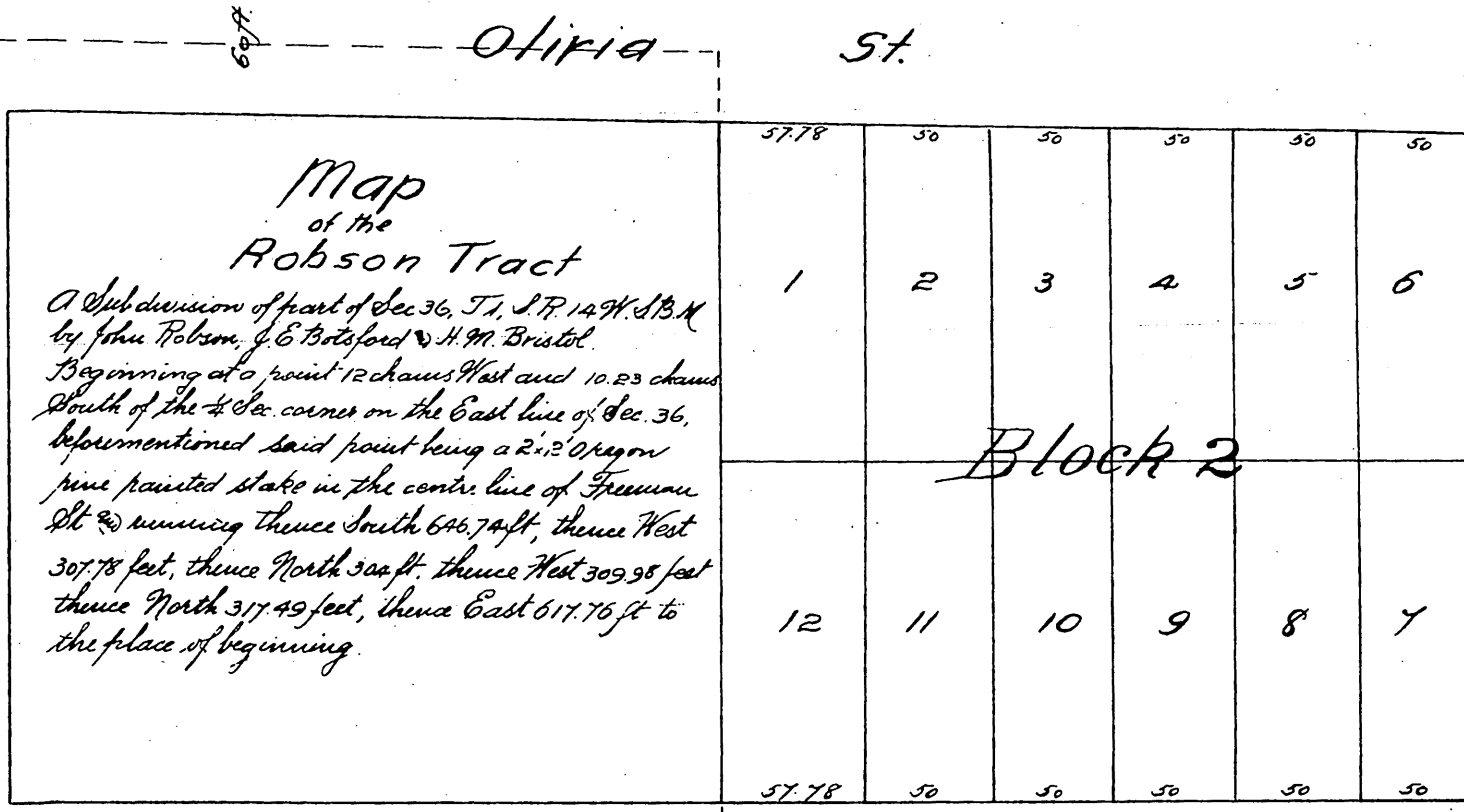 60ft.
Olivia St.
Map
of the
Robson Tract
A Subdivision of part of Sec 36, T1, S.R. 14 W. S.B.M
by John Robson, J. E Botsford & H. M. Bristol.
Beginning at a point 12 chains West and 10.23 chains
South of the ¼ Sec. corner on the East line of Sec. 36,
beforementioned said point being a 2"x2" Oregon
pine painted stake in the centre line of Freeman
St and running thence South 646.74 ft, thence West
307.78 feet, thence North 304 ft. thence West 309.98 feet
thence North 317.49 feet, thence East 617.76 ft to
the place of beginning.
57.78 50 50 50 50 50
1 2 3 4 5 6
Block 2
12 11 10 9 8 7
57.78 50 50 50 50 50